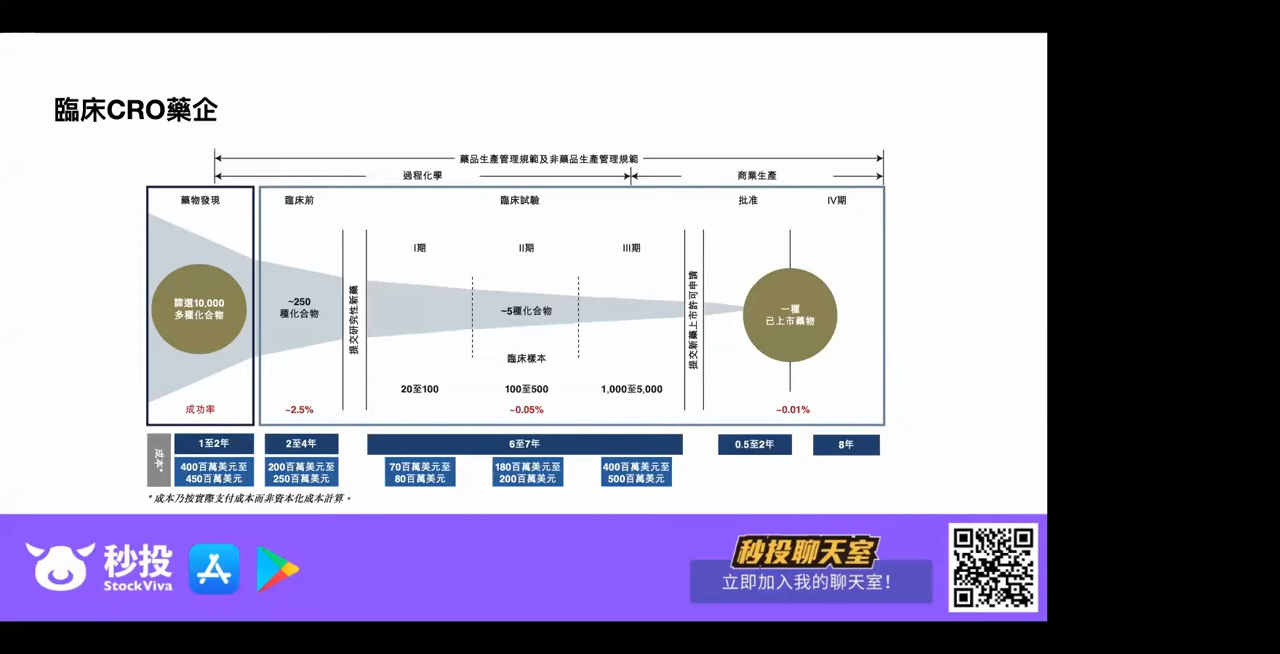 臨床CRO藥企
藥品生產管理規範及非藥品生產管理規範
過程化學
商業生產
藥物發現
臨床前
臨床試驗
批准
IV期
I期
II期
III期
篩選10,000
多種化合物
~250
種化合物
提交研究性新藥
~5種化合物
提交新藥上市許可申請
一種
已上市藥物
臨床樣本
20至100
100至500
1,000至5,000
成功率
~2.5%
~0.05%
~0.01%
成本*
1至2年
2至4年
6至7年
0.5至2年
8年
400百萬美元至
450百萬美元
200百萬美元至
250百萬美元
70百萬美元至
80百萬美元
180百萬美元至
200百萬美元
400百萬美元至
500百萬美元
* 成本乃按實際支付成本而非資本化成本計算。
秒投
StockViva
秒投聊天室
立即加入我的聊天室!